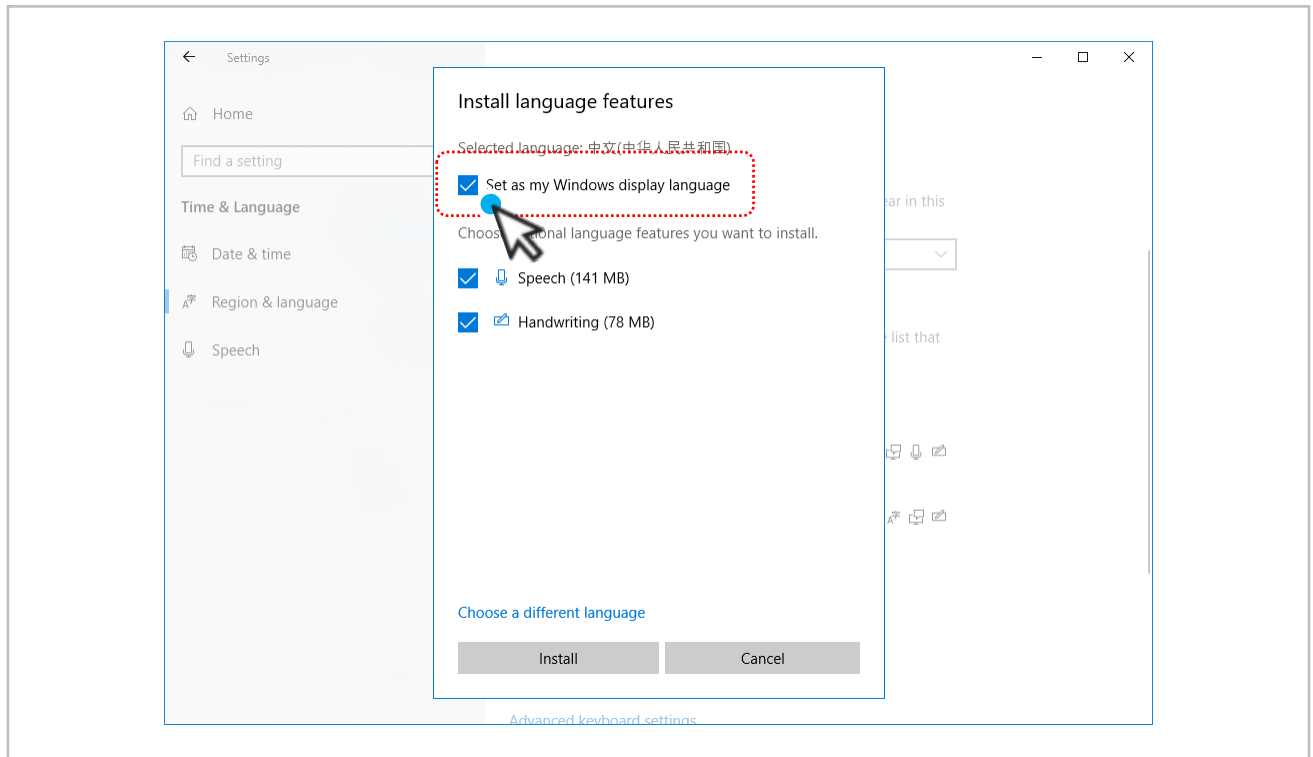 Settings
Home
Find a setting
Time & Language
Date & time
Region & language
Speech
Install language features
Selected language: 中文(中华人民共和国)
Set as my Windows display language
language features you want to install.
Speech (141 MB)
Handwriting (78 MB)
Choose a different language
Install
Cancel
ear in this
list that
Advanced keyboard settings